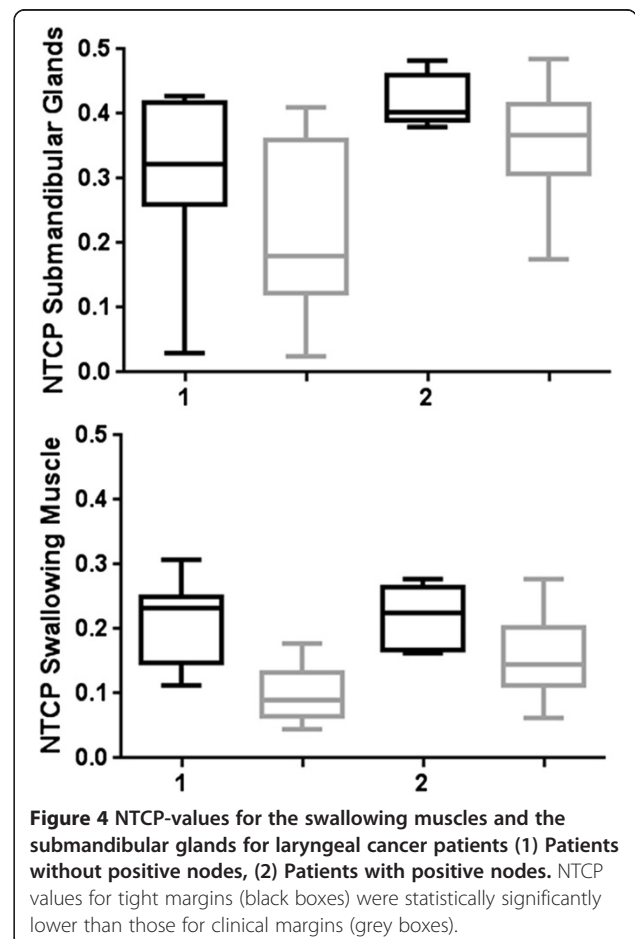 NTCP Submandibular Glands
0.5
0.4
0.3
0.2
0.1
0.0
1
2
NTCP Swallowing Muscle
0.5
0.4
0.3
0.2
0.1
0.0
1
2
Figure 4 NTCP-values for the swallowing muscles and the
submandibular glands for laryngeal cancer patients (1) Patients
without positive nodes, (2) Patients with positive nodes. NTCP
values for tight margins (black boxes) were statistically significantly
lower than those for clinical margins (grey boxes).